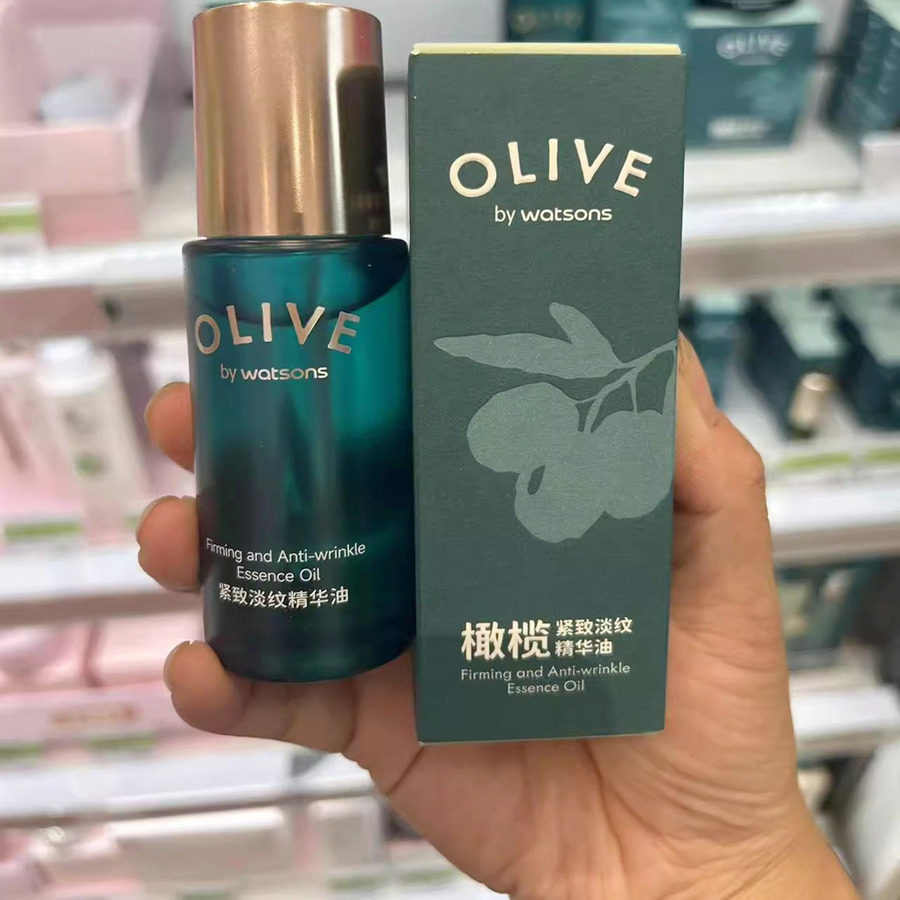 OLIVE
by watsons
Firming and Anti-wrinkle
Essence Oil
紧致淡纹精华油
OLIVE
by watsons
橄榄 紧致淡纹
精华油
Firming and Anti-wrinkle
Essence Oil
OLIVE